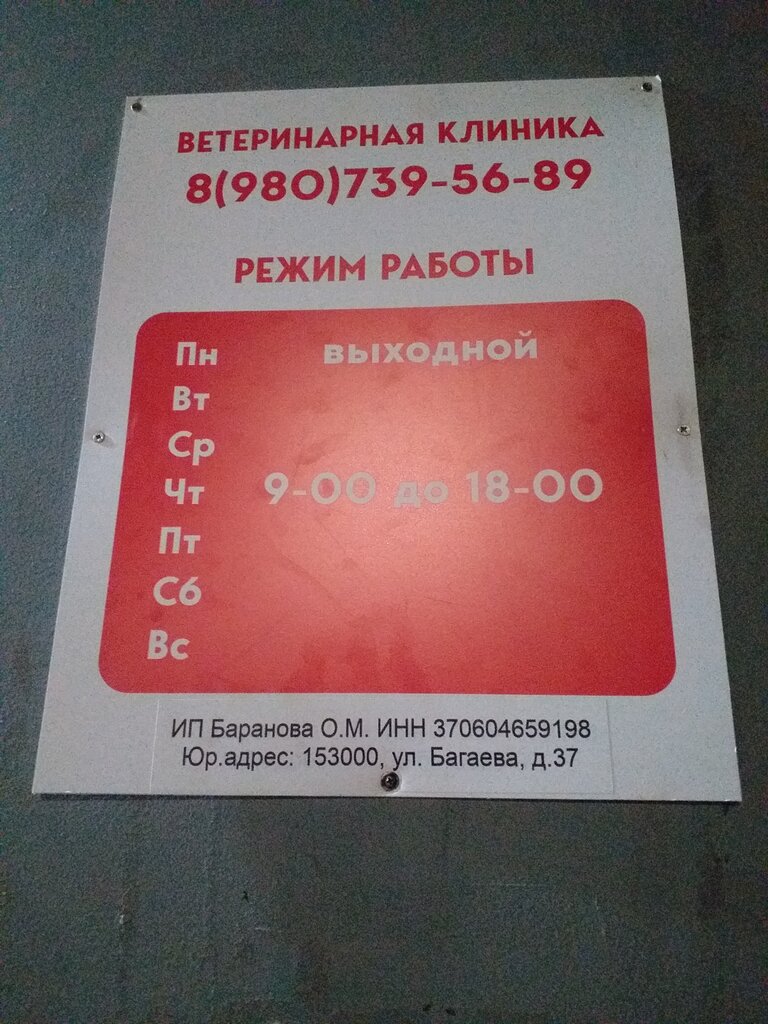 ВЕТЕРИНАРНАЯ КЛИНИКА
8(980)739-56-89
РЕЖИМ РАБОТЫ
Пн выходной
Вт
Ср
Чт 9-00 до 18-00
Пт
Сб
Вс
ИП Баранова О.М. ИНН 370604659198
Юр.адрес: 153000, ул. Багаева, д.37